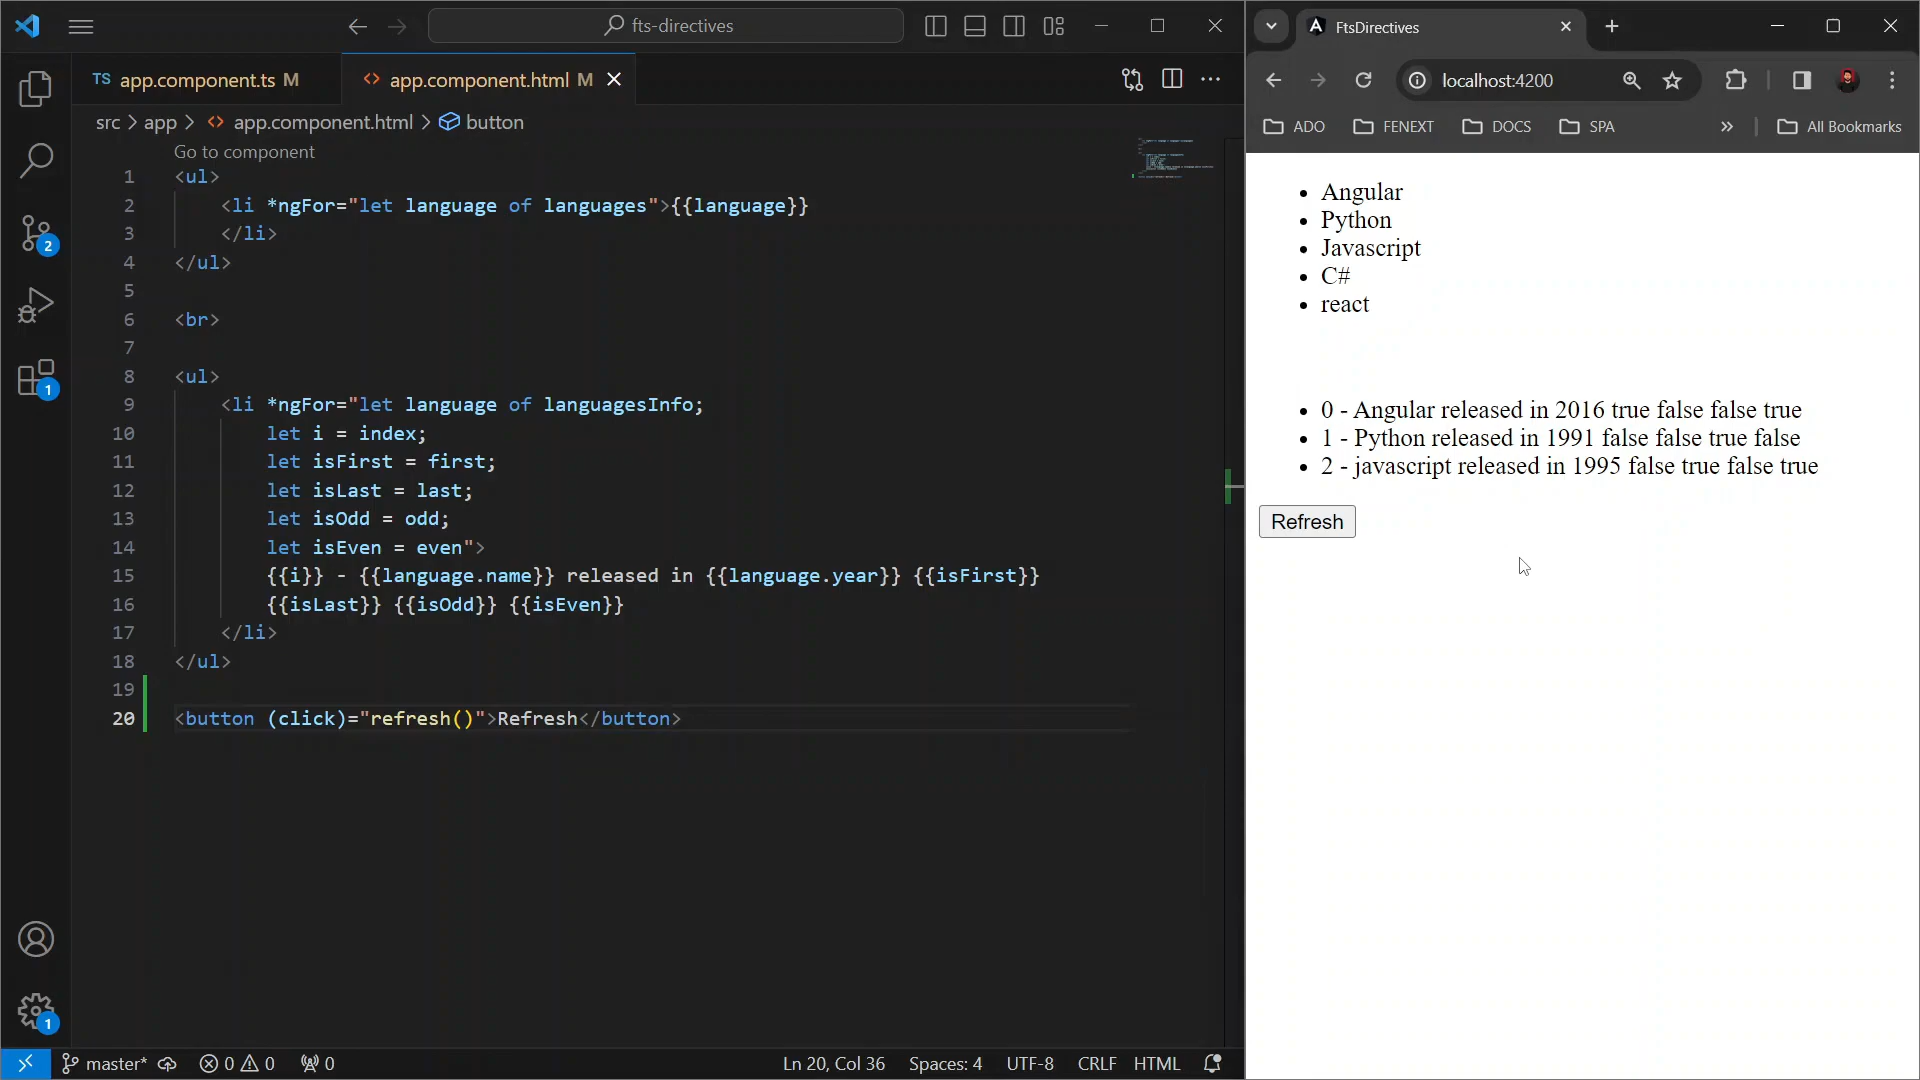 fts-directives
TS app.component.ts M
<> app.component.html M
src > app > <> app.component.html > button
Go to component
1 <ul>
2 <li *ngFor="let language of languages">{{language}}
3 </li>
4 </ul>
5
6 <br>
7
8 <ul>
9 <li *ngFor="let language of languagesInfo;
10 let i = index;
11 let isFirst = first;
12 let isLast = last;
13 let isOdd = odd;
14 let isEven = even">
15 {{i}} - {{language.name}} released in {{language.year}} {{isFirst}}
16 {{isLast}} {{isOdd}} {{isEven}}
17 </li>
18 </ul>
19
20 <button (click)="refresh()">Refresh</button>
2
1
1
master* 0 0 0 Ln 20, Col 36 Spaces: 4 UTF-8 CRLF HTML
FtsDirectives
localhost:4200
ADO FENEXT DOCS SPA » All Bookmarks
• Angular
• Python
• Javascript
• C#
• react
• 0 - Angular released in 2016 true false false true
• 1 - Python released in 1991 false false true false
• 2 - javascript released in 1995 false true false true
Refresh